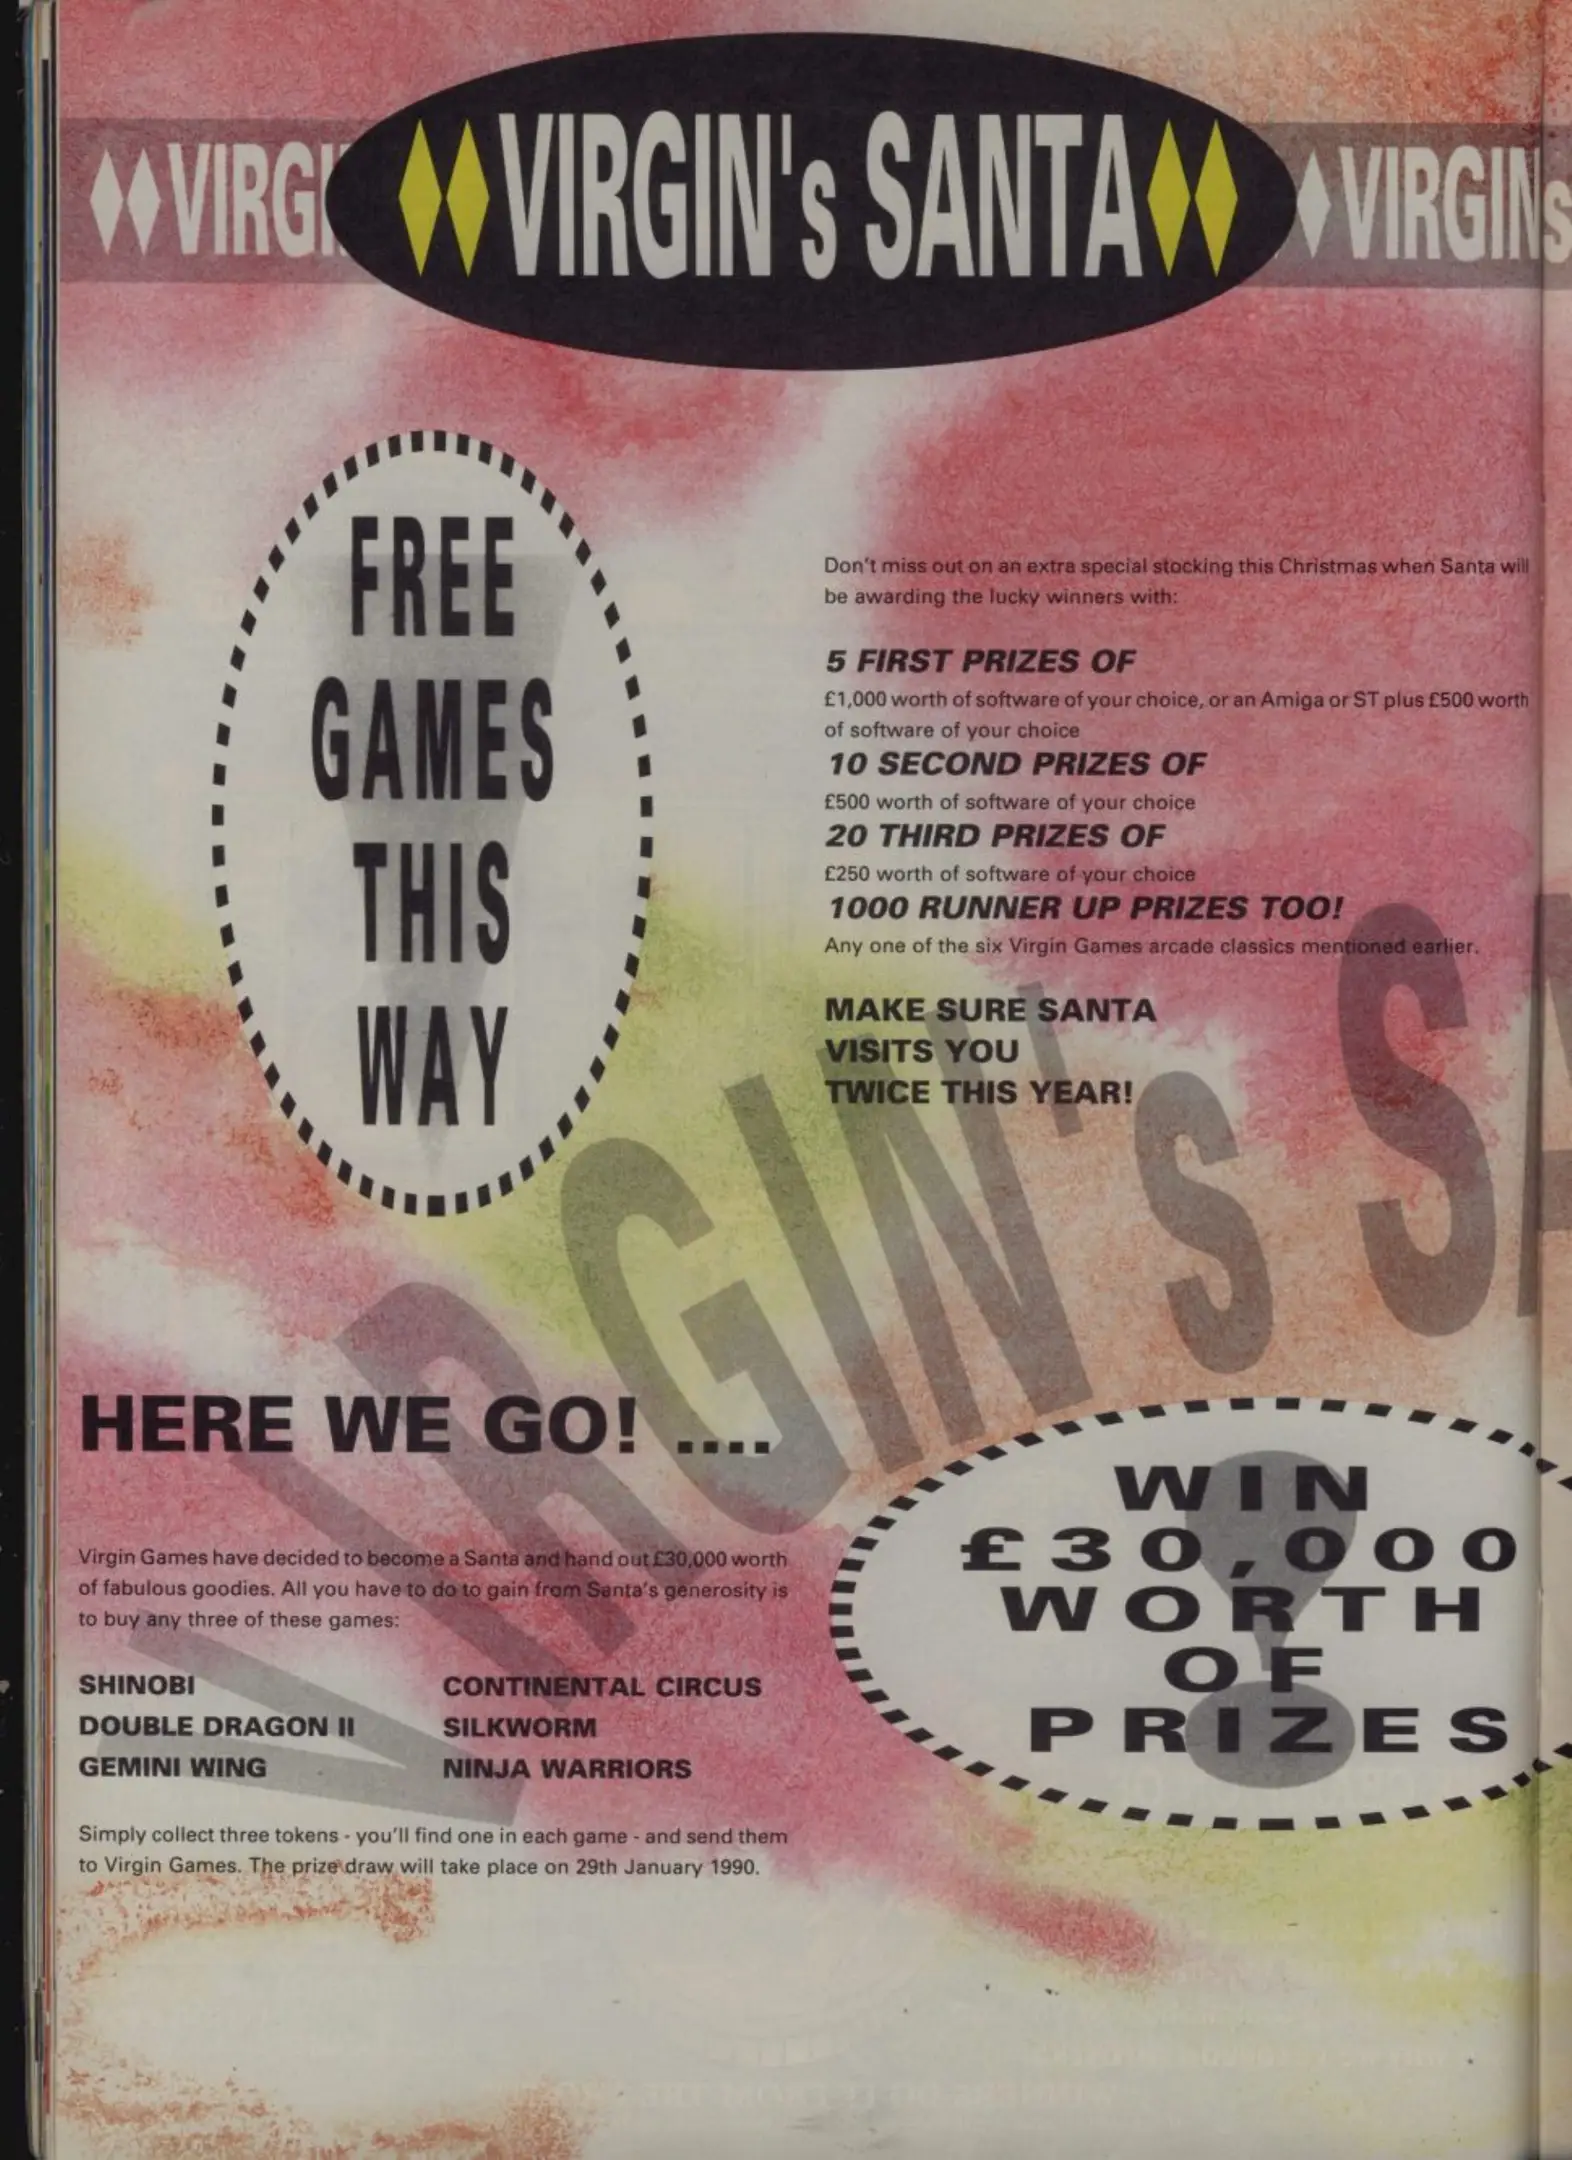 VIRGIN's SANTA
VIRGI
VIRGINs
FREE
GAMES
THIS
WAY
Don't miss out on an extra special stocking this Christmas when Santa will
be awarding the lucky winners with:
5 FIRST PRIZES OF
£1,000 worth of software of your choice, or an Amiga or ST plus £500 worth
of software of your choice
10 SECOND PRIZES OF
£500 worth of software of your choice
20 THIRD PRIZES OF
£250 worth of software of your choice
1000 RUNNER UP PRIZES TOO!
Any one of the six Virgin Games arcade classics mentioned earlier.
MAKE SURE SANTA
VISITS YOU
TWICE THIS YEAR!
VIRGIN's SA
HERE WE GO! ....
Virgin Games have decided to become a Santa and hand out £30,000 worth
of fabulous goodies. All you have to do to gain from Santa's generosity is
to buy any three of these games:
SHINOBI
DOUBLE DRAGON II
GEMINI WING
CONTINENTAL CIRCUS
SILKWORM
NINJA WARRIORS
Simply collect three tokens - you'll find one in each game - and send them
to Virgin Games. The prize draw will take place on 29th January 1990.
WIN
£30,000
WORTH
OF
PRIZES